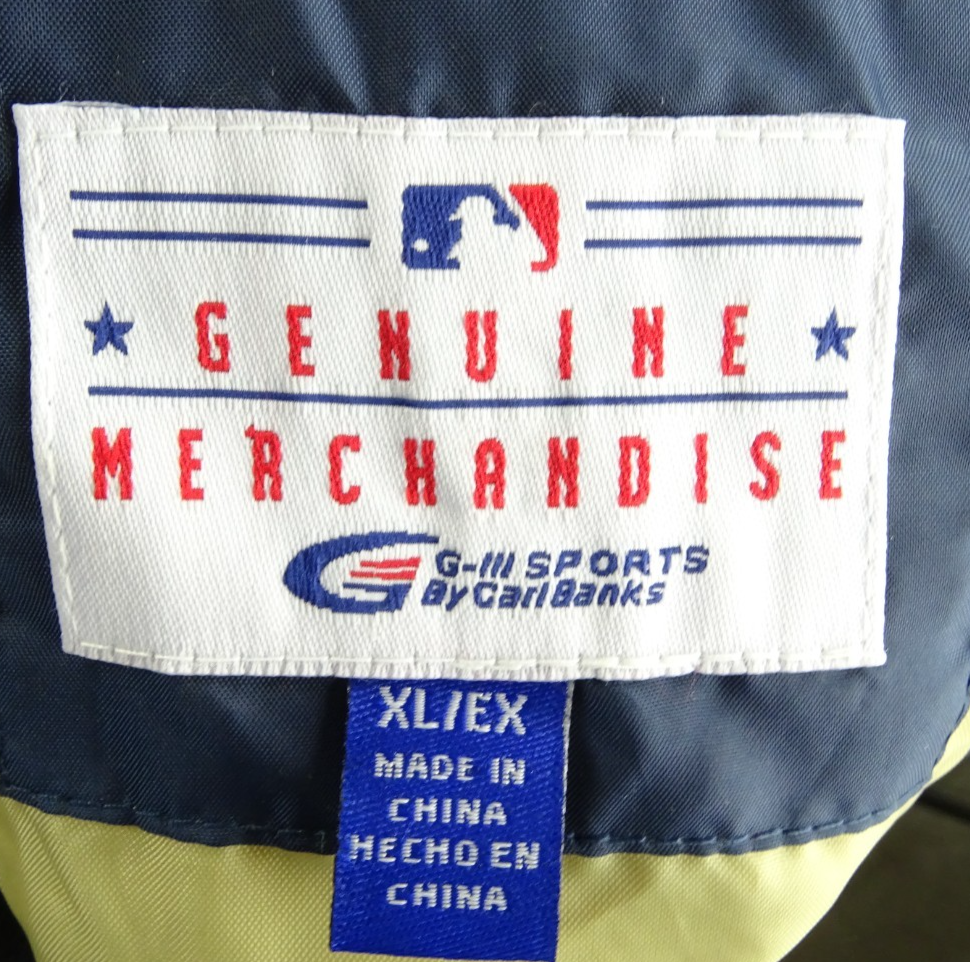 GENUINE
MERCHANDISE
G-III SPORTS
By Carl Banks
XL/EX
MADE IN
CHINA
HECHO EN
CHINA